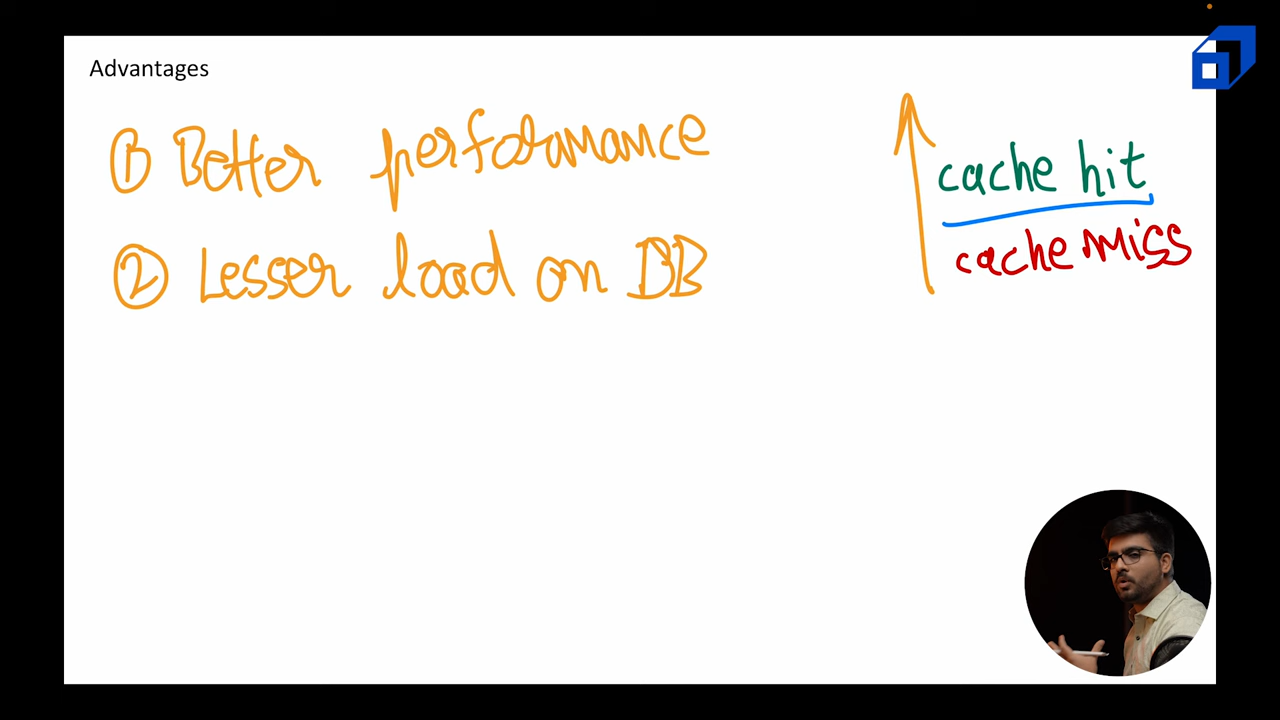 Advantages
① Better performance
② Lesser load on DB
cache hit
cache miss